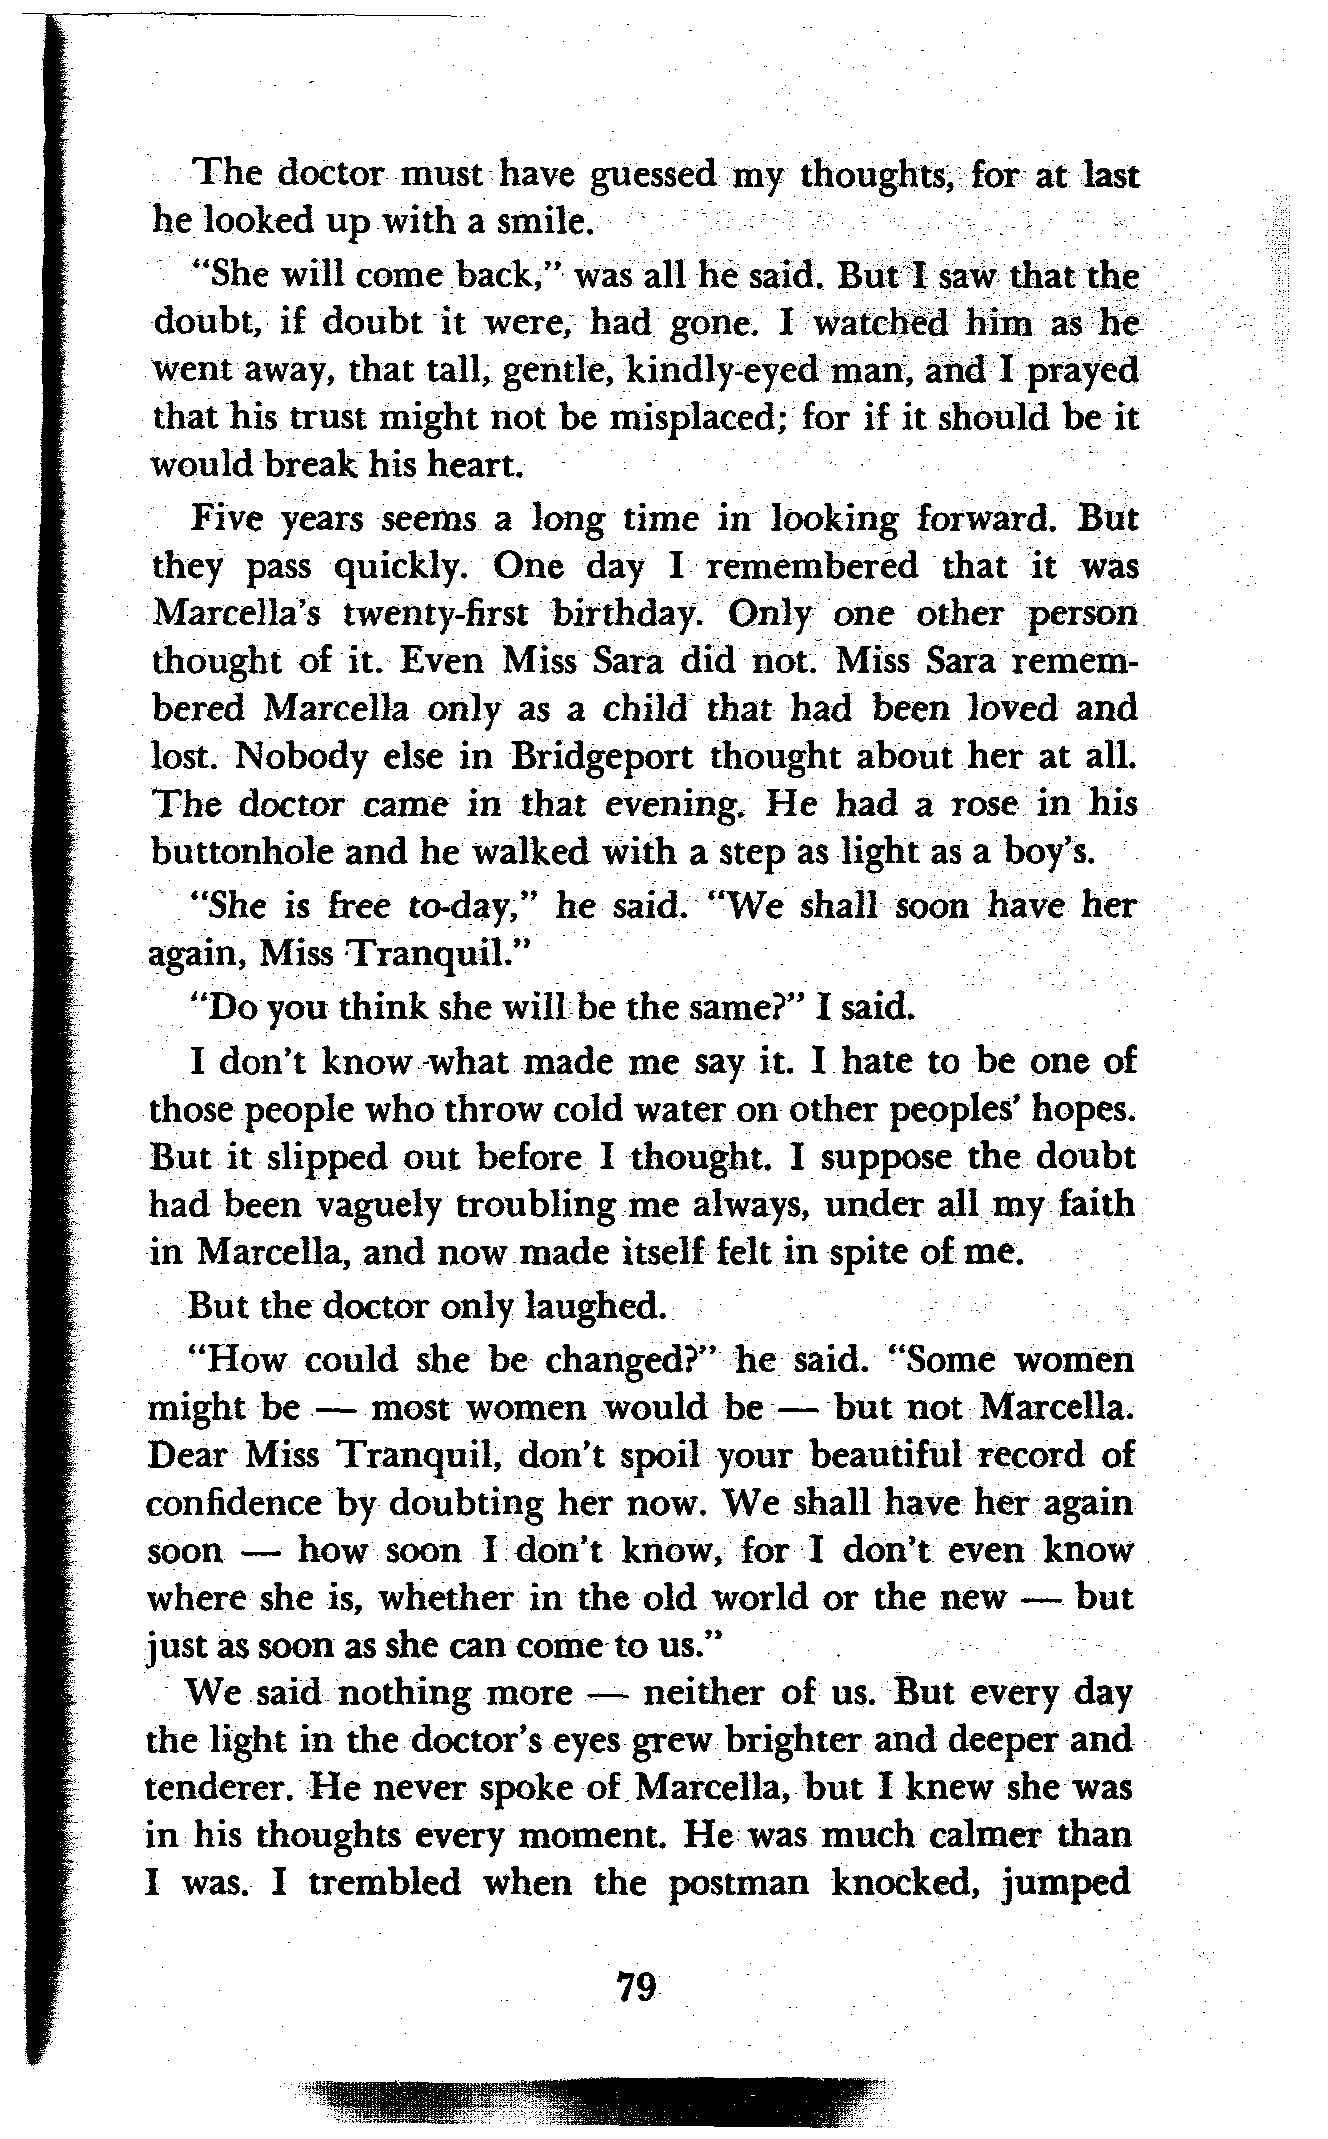 The doctor must have guessed my thoughts, for at last
he looked up with a smile.
“She will come back,” was all he said. But I saw that the
doubt, if doubt it were, had gone. I watched him as he
went away, that tall, gentle, kindly-eyed man, and I prayed
that his trust might not be misplaced; for if it should be it
would break his heart.
Five years seems a long time in looking forward. But
they pass quickly. One day I remembered that it was
Marcella’s twenty-first birthday. Only one other person
thought of it. Even Miss Sara did not. Miss Sara remem-
bered Marcella only as a child that had been loved and
lost. Nobody else in Bridgeport thought about her at all.
The doctor came in that evening. He had a rose in his
buttonhole and he walked with a step as light as a boy’s.
“She is free to-day,” he said. “We shall soon have her
again, Miss Tranquil.”
“Do you think she will be the same?” I said.
I don’t know what made me say it. I hate to be one of
those people who throw cold water on other peoples’ hopes.
But it slipped out before I thought. I suppose the doubt
had been vaguely troubling me always, under all my faith
in Marcella, and now made itself felt in spite of me.
But the doctor only laughed.
“How could she be changed?” he said. “Some women
might be — most women would be — but not Marcella.
Dear Miss Tranquil, don’t spoil your beautiful record of
confidence by doubting her now. We shall have her again
soon — how soon I don’t know, for I don’t even know
where she is, whether in the old world or the new — but
just as soon as she can come to us.”
We said nothing more — neither of us. But every day
the light in the doctor’s eyes grew brighter and deeper and
tenderer. He never spoke of Marcella, but I knew she was
in his thoughts every moment. He was much calmer than
I was. I trembled when the postman knocked, jumped
79